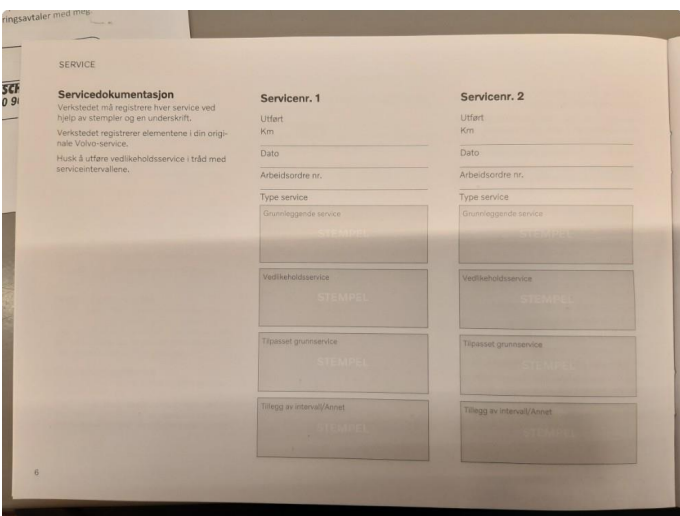 ringsavtaler med meg.
SCH
0 9
SERVICE
Servicedokumentasjon
Verkstedet må registrere hver service ved
hjelp av stempler og en underskrift.
Verkstedet registrerer elementene i din origi-
nale Volvo-service.
Husk å utføre vedlikeholdsservice i tråd med
serviceintervallene.
Servicenr. 1
Utført
Km
Dato
Arbeidsordre nr.
Type service
Grunnleggende service
STEMPEL
Vedlikeholdsservice
STEMPEL
Tilpasset grunnservice
STEMPEL
Tillegg av intervall/Annet
STEMPEL
Servicenr. 2
Utført
Km
Dato
Arbeidsordre nr.
Type service
Grunnleggende service
STEMPEL
Vedlikeholdsservice
STEMPEL
Tilpasset grunnservice
STEMPEL
Tillegg av intervall/Annet
STEMPEL
6